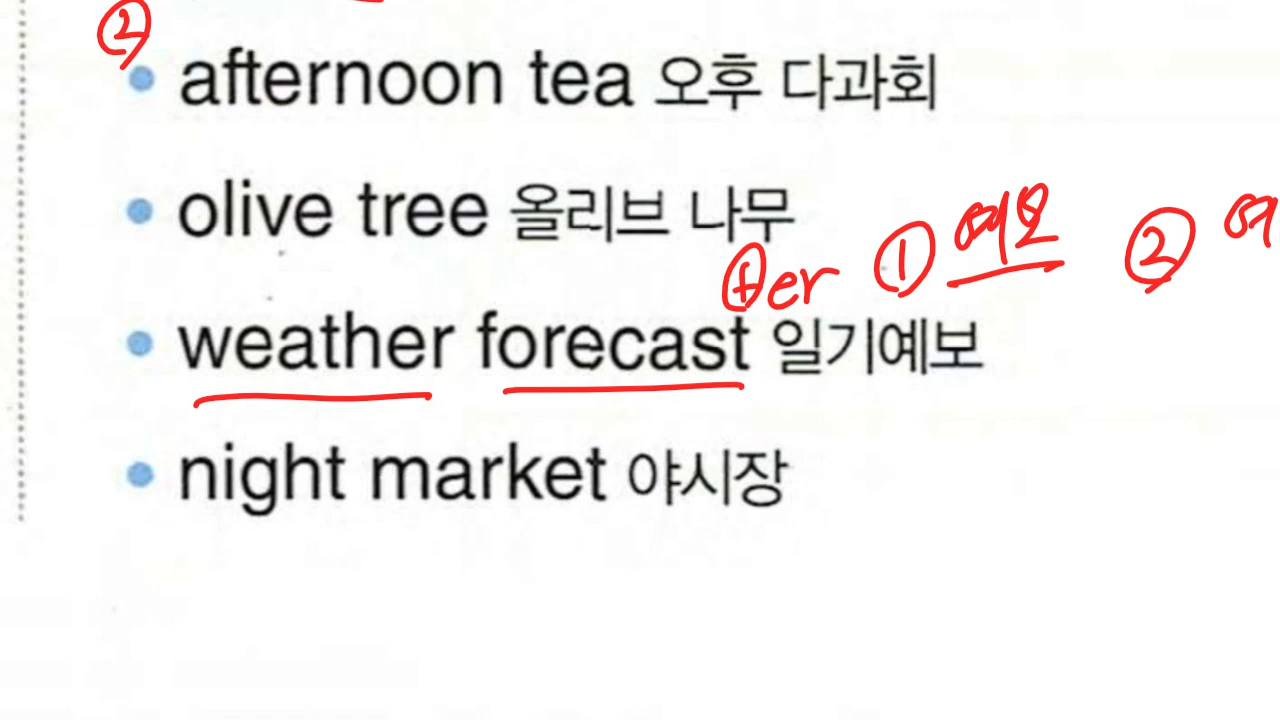 ②
afternoon tea 오후 다과회
olive tree 올리브 나무
+er ① 예보 ②
weather forecast 일기예보
night market 야시장